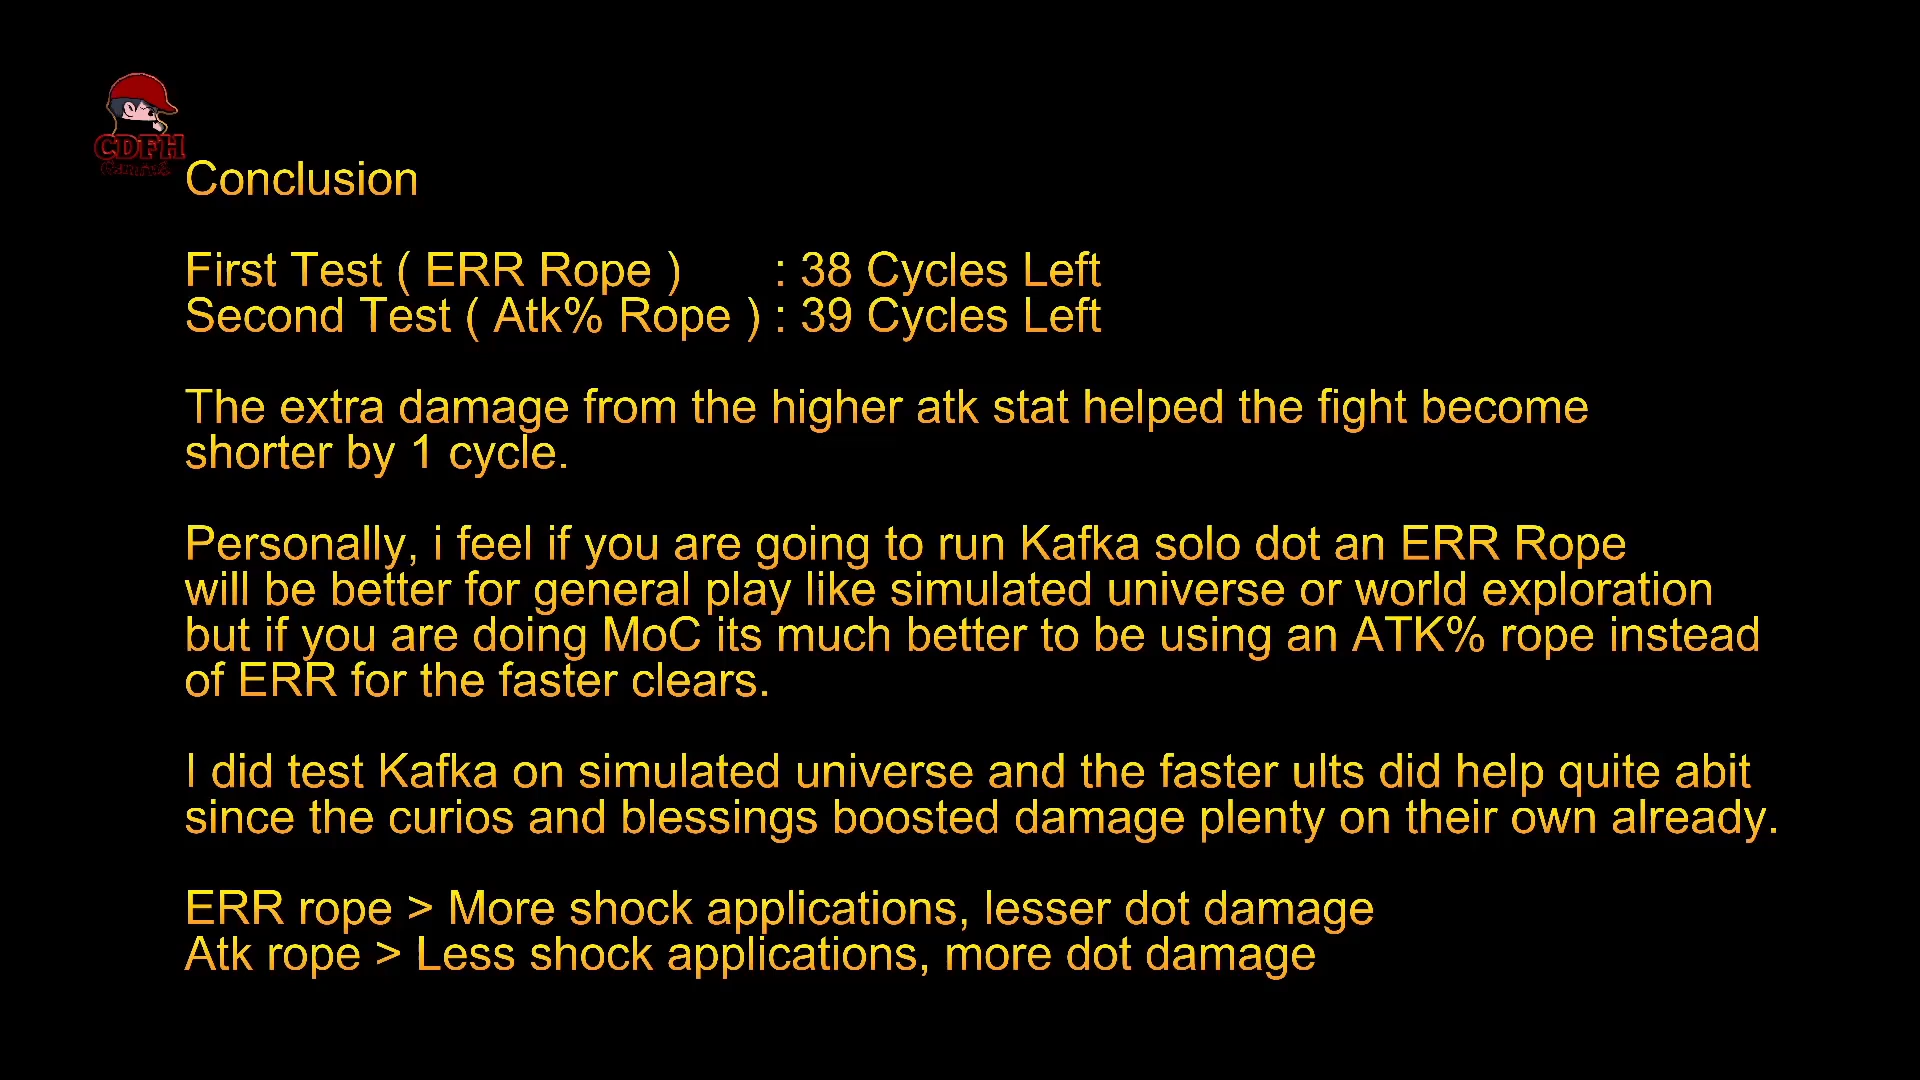 CDFH
Games
Conclusion
First Test ( ERR Rope ) : 38 Cycles Left
Second Test ( Atk% Rope ) : 39 Cycles Left
The extra damage from the higher atk stat helped the fight become
shorter by 1 cycle.
Personally, i feel if you are going to run Kafka solo dot an ERR Rope
will be better for general play like simulated universe or world exploration
but if you are doing MoC its much better to be using an ATK% rope instead
of ERR for the faster clears.
I did test Kafka on simulated universe and the faster ults did help quite abit
since the curios and blessings boosted damage plenty on their own already.
ERR rope > More shock applications, lesser dot damage
Atk rope > Less shock applications, more dot damage